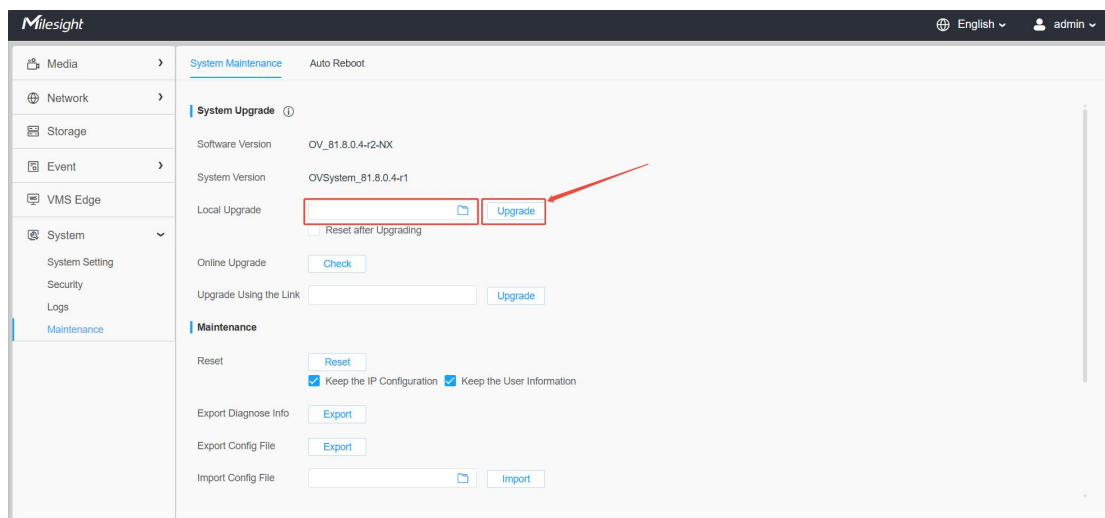 Milesight
English
admin
Media
Network
Storage
Event
VMS Edge
System
System Setting
Security
Logs
Maintenance
System Maintenance
Auto Reboot
System Upgrade
Software Version
OV_81.8.0.4-r2-NX
System Version
OVSystem_81.8.0.4-r1
Local Upgrade
Upgrade
Reset after Upgrading
Online Upgrade
Check
Upgrade Using the Link
Upgrade
Maintenance
Reset
Reset
Keep the IP Configuration
Keep the User Information
Export Diagnose Info
Export
Export Config File
Export
Import Config File
Import